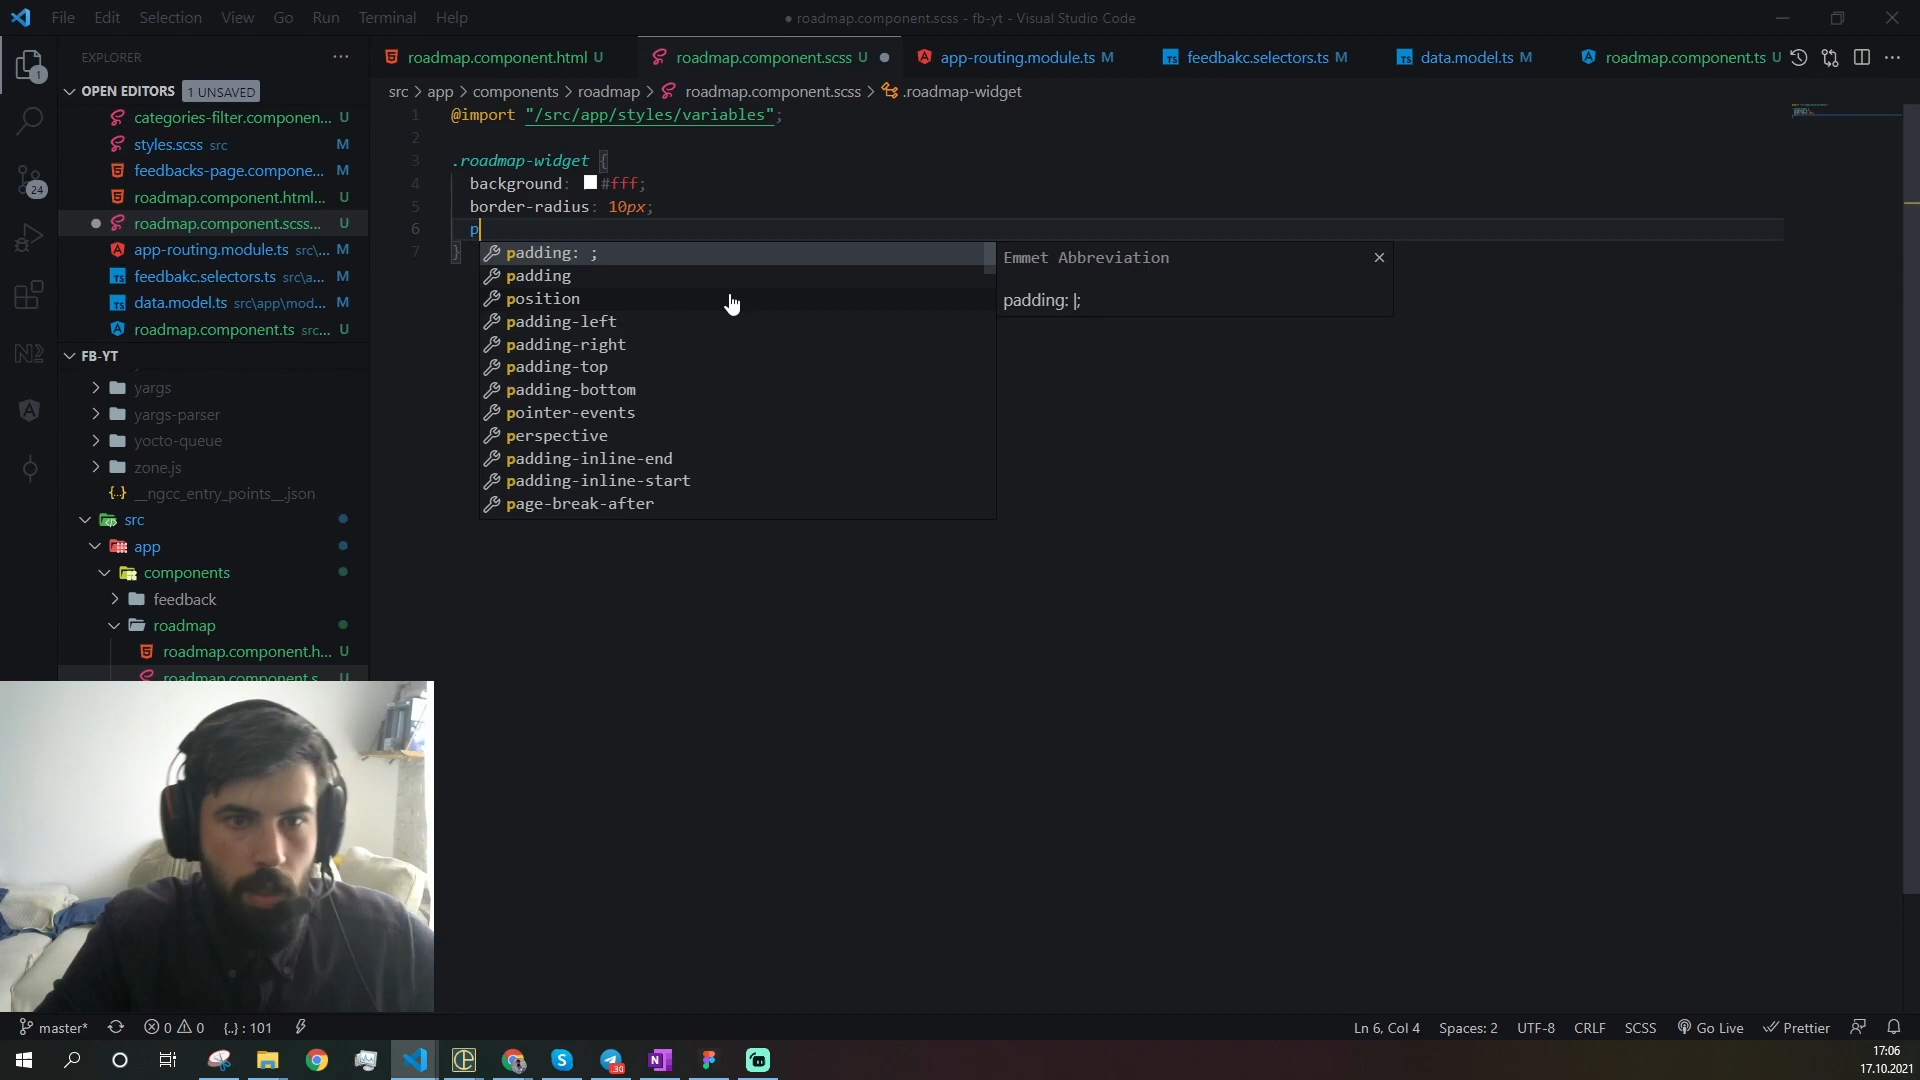 File Edit Selection View Go Run Terminal Help
● roadmap.component.scss - fb-yt - Visual Studio Code
EXPLORER
OPEN EDITORS 1 UNSAVED
categories-filter.componen... U
styles.scss src M
feedbacks-page.compone... M
roadmap.component.html... U
roadmap.component.scss... U
app-routing.module.ts src\... M
feedbakc.selectors.ts src\a... M
data.model.ts src\app\mod... M
roadmap.component.ts src... U
FB-YT
yargs
yargs-parser
yocto-queue
zone.js
__ngcc_entry_points__.json
src
app
components
feedback
roadmap
roadmap.component.h... U
roadmap.component.s... U
1
24
roadmap.component.html U
roadmap.component.scss U
app-routing.module.ts M
feedbakc.selectors.ts M
data.model.ts M
roadmap.component.ts U
src > app > components > roadmap > roadmap.component.scss > .roadmap-widget
1 @import "/src/app/styles/variables";
2
3 .roadmap-widget {
4 background: #fff;
5 border-radius: 10px;
6 p
7 }
padding: ;
padding
position
padding-left
padding-right
padding-top
padding-bottom
pointer-events
perspective
padding-inline-end
padding-inline-start
page-break-after
Emmet Abbreviation
padding: |;
master* 0 0 {..} : 101
Ln 6, Col 4 Spaces: 2 UTF-8 CRLF SCSS Go Live Prettier
30
17:06
17.10.2021